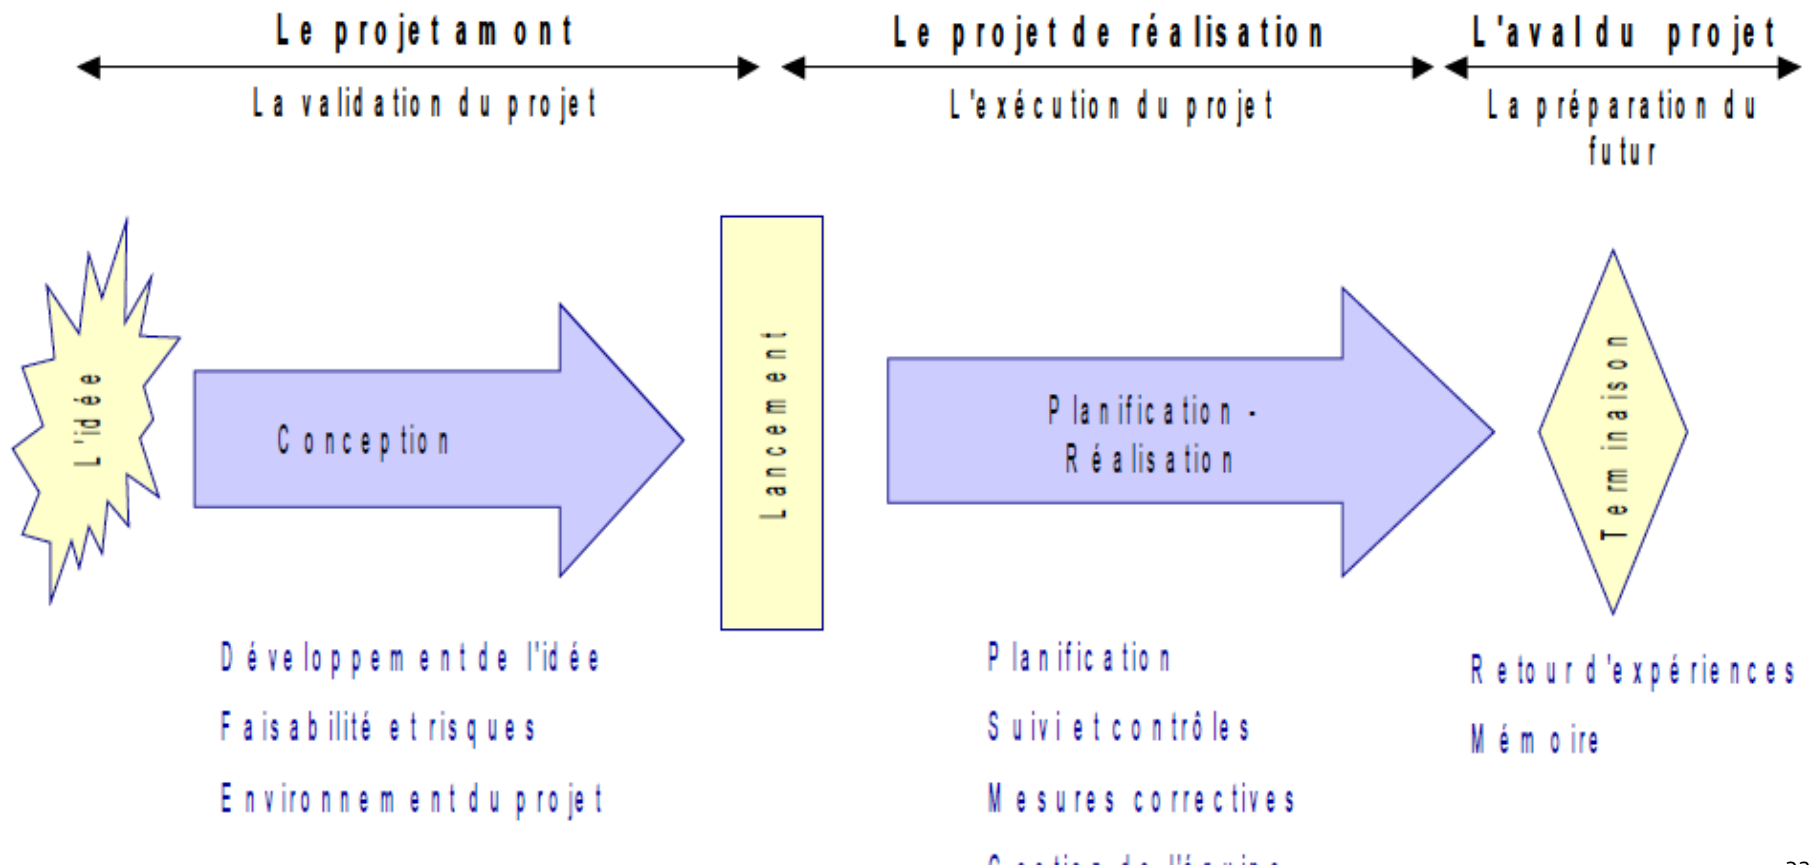 Le projet amont
La validation du projet
Le projet de réalisation
L'exécution du projet
L'aval du projet
La préparation du
futur
L'idée
Conception
Lancement
Planification -
Réalisation
Terminaison
Développement de l'idée
Faisabilité et risques
Environnement du projet
Planification
Suivi et contrôles
Mesures correctives
Retour d'expériences
Mémoire